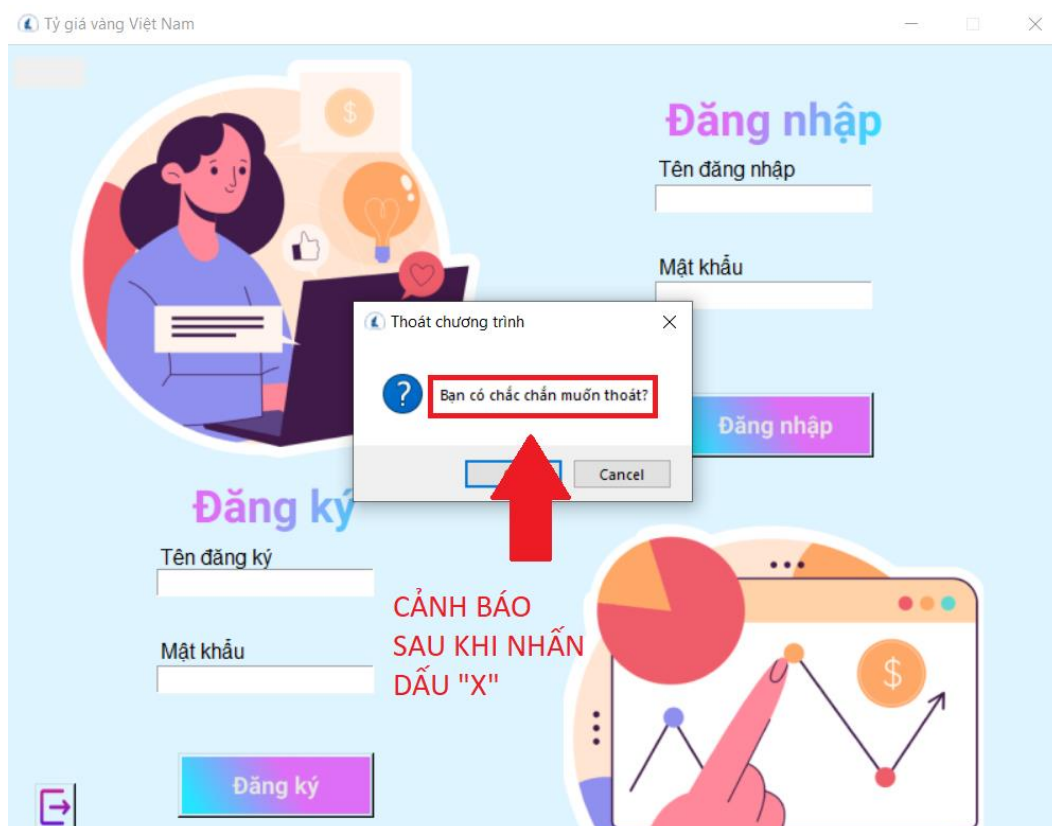 Tỷ giá vàng Việt Nam
Đăng nhập
Tên đăng nhập
Mật khẩu
Thoát chương trình
Bạn có chắc chắn muốn thoát?
Đăng nhập
Cancel
Đăng ký
Tên đăng ký
CẢNH BÁO
SAU KHI NHẤN
DẤU "X"
Mật khẩu
Đăng ký